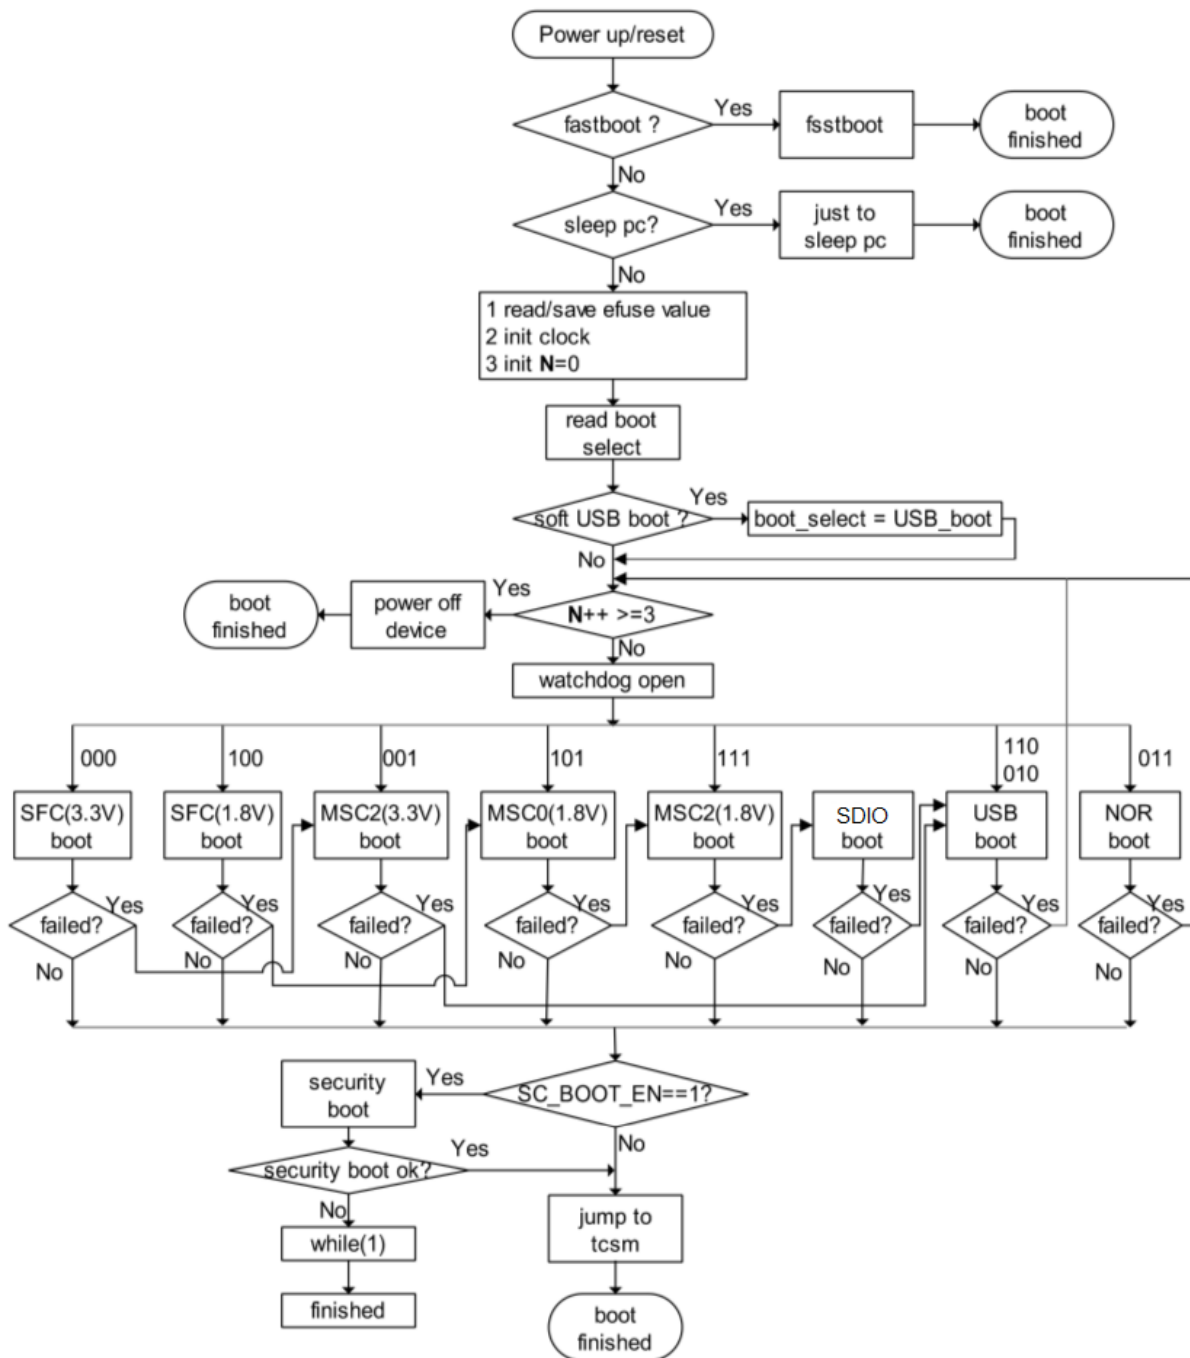 Power up/reset
fastboot ?
Yes
fsstboot
boot
finished
No
sleep pc?
Yes
just to
sleep pc
boot
finished
No
1 read/save efuse value
2 init clock
3 init N=0
read boot
select
soft USB boot ?
Yes
boot_select = USB_boot
No
boot
finished
power off
device
Yes
N++ >=3
No
watchdog open
000
100
001
101
111
110
010
011
SFC(3.3V)
boot
SFC(1.8V)
boot
MSC2(3.3V)
boot
MSC0(1.8V)
boot
MSC2(1.8V)
boot
SDIO
boot
USB
boot
NOR
boot
failed?
Yes
failed?
Yes
failed?
Yes
failed?
Yes
failed?
Yes
failed?
Yes
failed?
Yes
failed?
Yes
No
No
No
No
No
No
No
No
security
boot
Yes
SC_BOOT_EN==1?
No
security boot ok?
Yes
No
while(1)
finished
jump to
tcsm
boot
finished